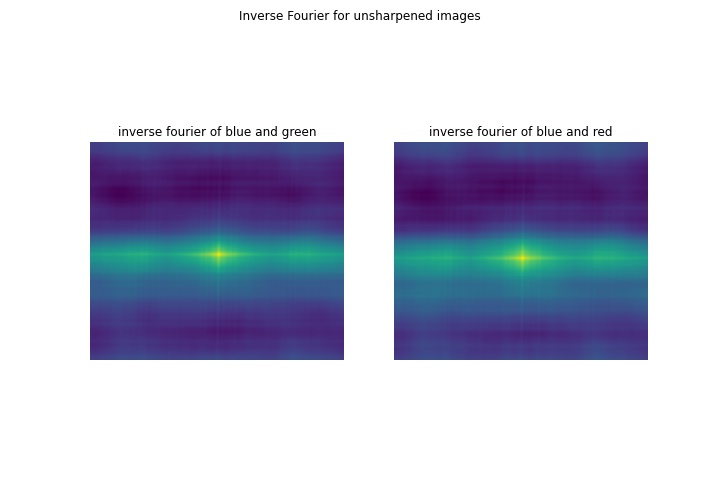 Inverse Fourier for unsharpened images
inverse fourier of blue and green
inverse fourier of blue and red